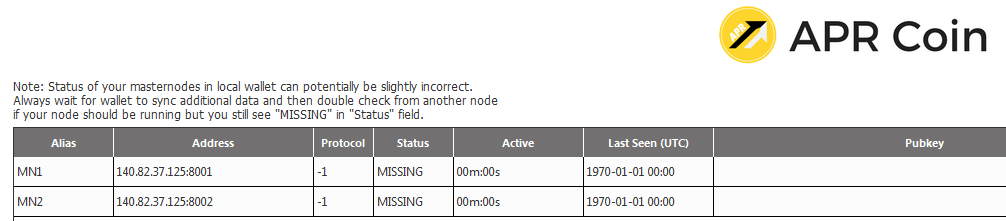 APR
APR Coin
Note: Status of your masternodes in local wallet can potentially be slightly incorrect.
Always wait for wallet to sync additional data and then double check from another node
if your node should be running but you still see "MISSING" in "Status" field.
Alias Address Protocol Status Active Last Seen (UTC) Pubkey
MN1 140.82.37.125:8001 -1 MISSING 00m:00s 1970-01-01 00:00
MN2 140.82.37.125:8002 -1 MISSING 00m:00s 1970-01-01 00:00